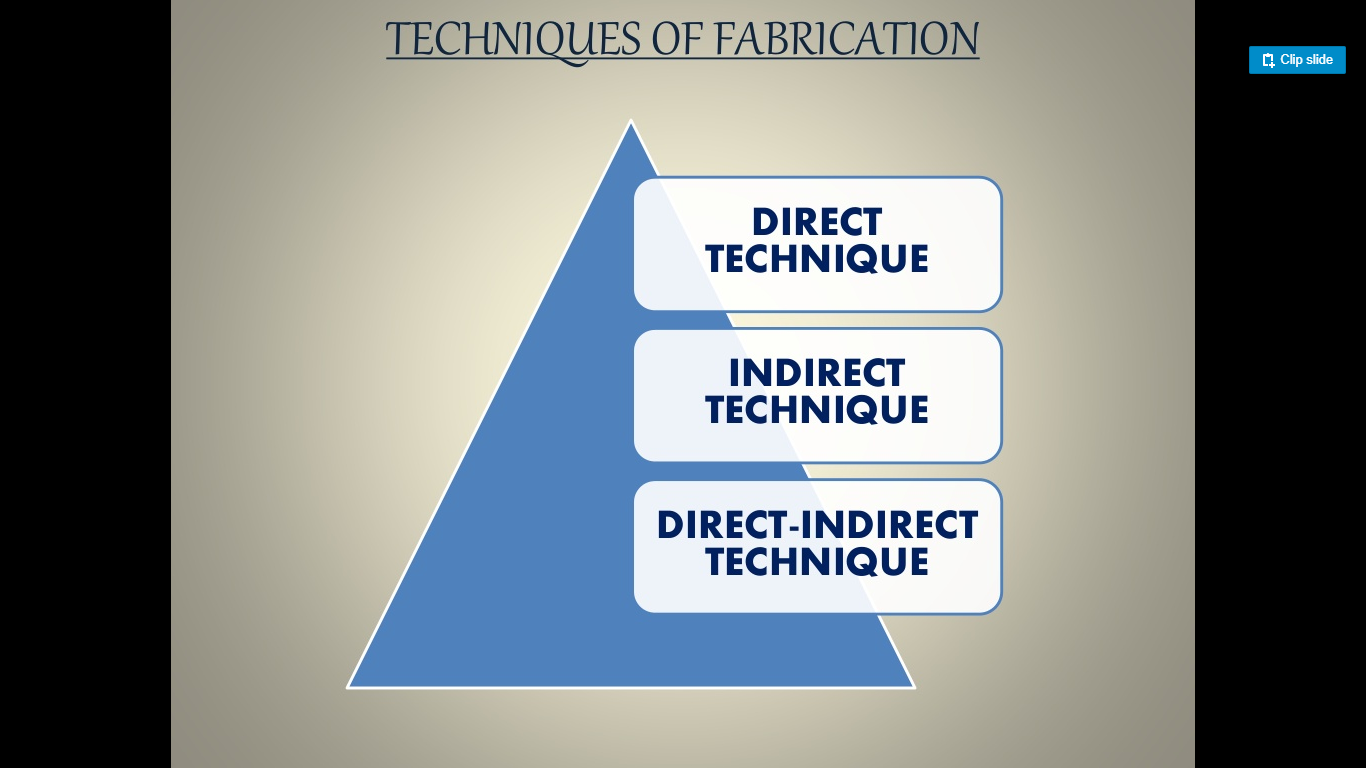 TECHNIQUES OF FABRICATION
Clip slide
DIRECT
TECHNIQUE
INDIRECT
TECHNIQUE
DIRECT-INDIRECT
TECHNIQUE